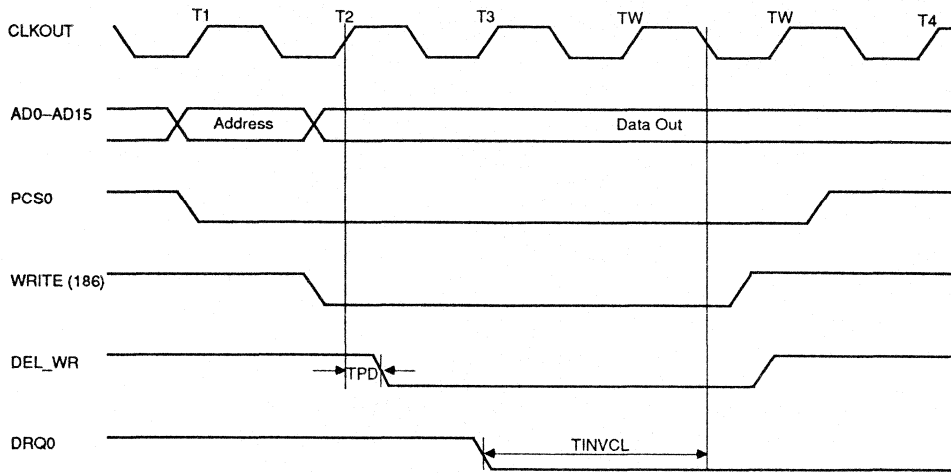 T1 T2 T3 TW TW T4
CLKOUT
AD0–AD15 Address Data Out
PCS0
WRITE (186)
DEL_WR TPD
DRQ0 TINVCL